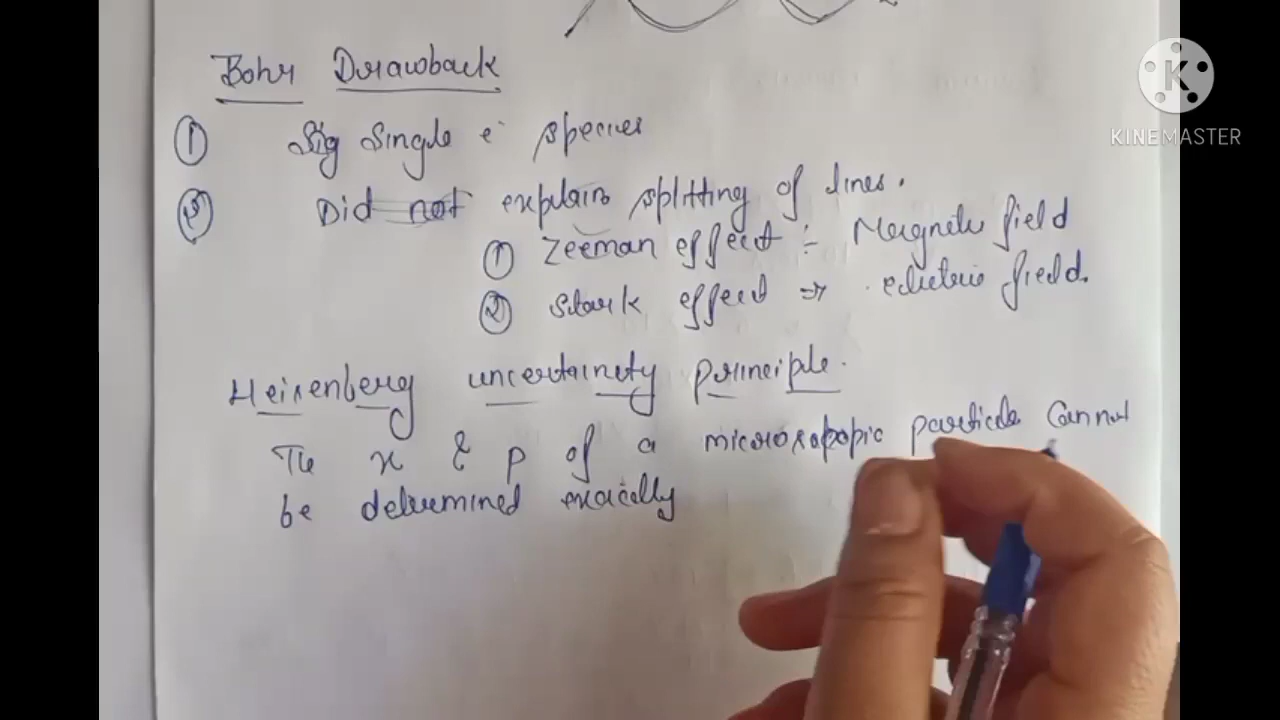 Bohr Drawback
① Sig Single e⁻ species
② Did not explain splitting of lines.
① Zeeman effect :- Magnetic field
② Stark effect ⇒ electric field.
Heisenberg uncertainity principle.
The x & p of a microscopic particle cannot
be determined exactly
K
KINEMASTER